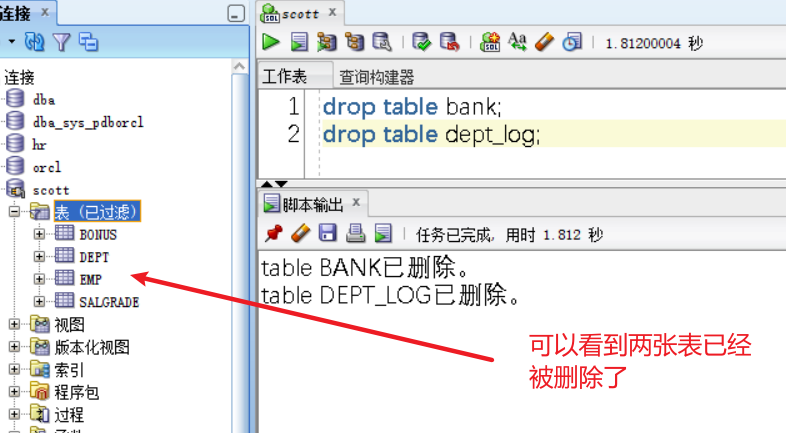 连接
scott
1.81200004 秒
连接
dba
dba_sys_pdborcl
hr
orcl
scott
表 (已过滤)
BONUS
DEPT
EMP
SALGRADE
视图
版本化视图
索引
程序包
过程
工作表
查询构建器
1 drop table bank;
2 drop table dept_log;
脚本输出
任务已完成, 用时 1.812 秒
table BANK已删除。
table DEPT_LOG已删除。
可以看到两张表已经
被删除了